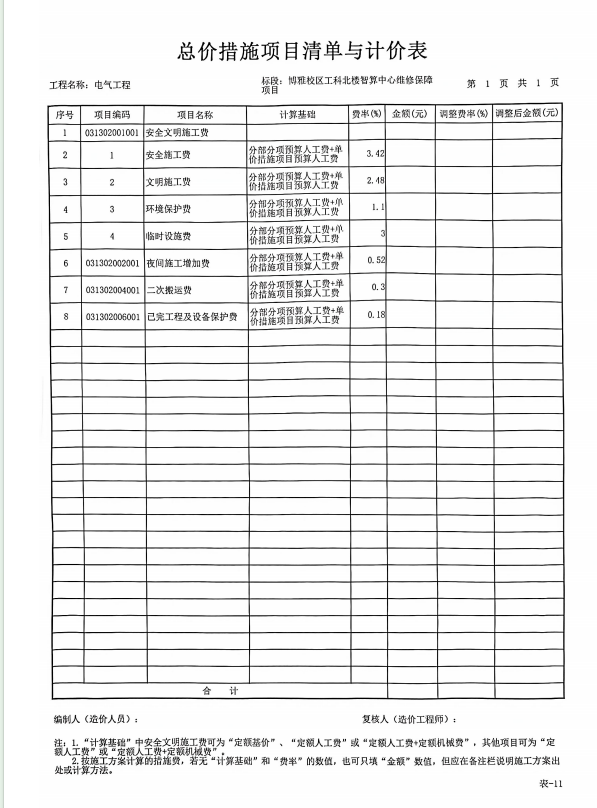 总价措施项目清单与计价表
工程名称：电气工程 标段：博雅校区工科北楼智算中心维修保障项目 第 1 页 共 1 页
序号 项目编码 项目名称 计算基础 费率(%) 金额(元) 调整费率(%) 调整后金额(元)
1 031302001001 安全文明施工费
2 1 安全施工费 分部分项预算人工费+单价措施项目预算人工费 3.42
3 2 文明施工费 分部分项预算人工费+单价措施项目预算人工费 2.48
4 3 环境保护费 分部分项预算人工费+单价措施项目预算人工费 1.1
5 4 临时设施费 分部分项预算人工费+单价措施项目预算人工费 3
6 031302002001 夜间施工增加费 分部分项预算人工费+单价措施项目预算人工费 0.52
7 031302004001 二次搬运费 分部分项预算人工费+单价措施项目预算人工费 0.3
8 031302006001 已完工程及设备保护费 分部分项预算人工费+单价措施项目预算人工费 0.18
合 计
编制人（造价人员）： 复核人（造价工程师）：
注：1.“计算基础”中安全文明施工费可为“定额基价”、“定额人工费”或“定额人工费+定额机械费”，其他项目可为“定
额人工费”或“定额人工费+定额机械费”。
2.按施工方案计算的措施费，若无“计算基础”和“费率”的数值，也可只填“金额”数值，但应在备注栏说明施工方案出
处或计算方法。
表-11